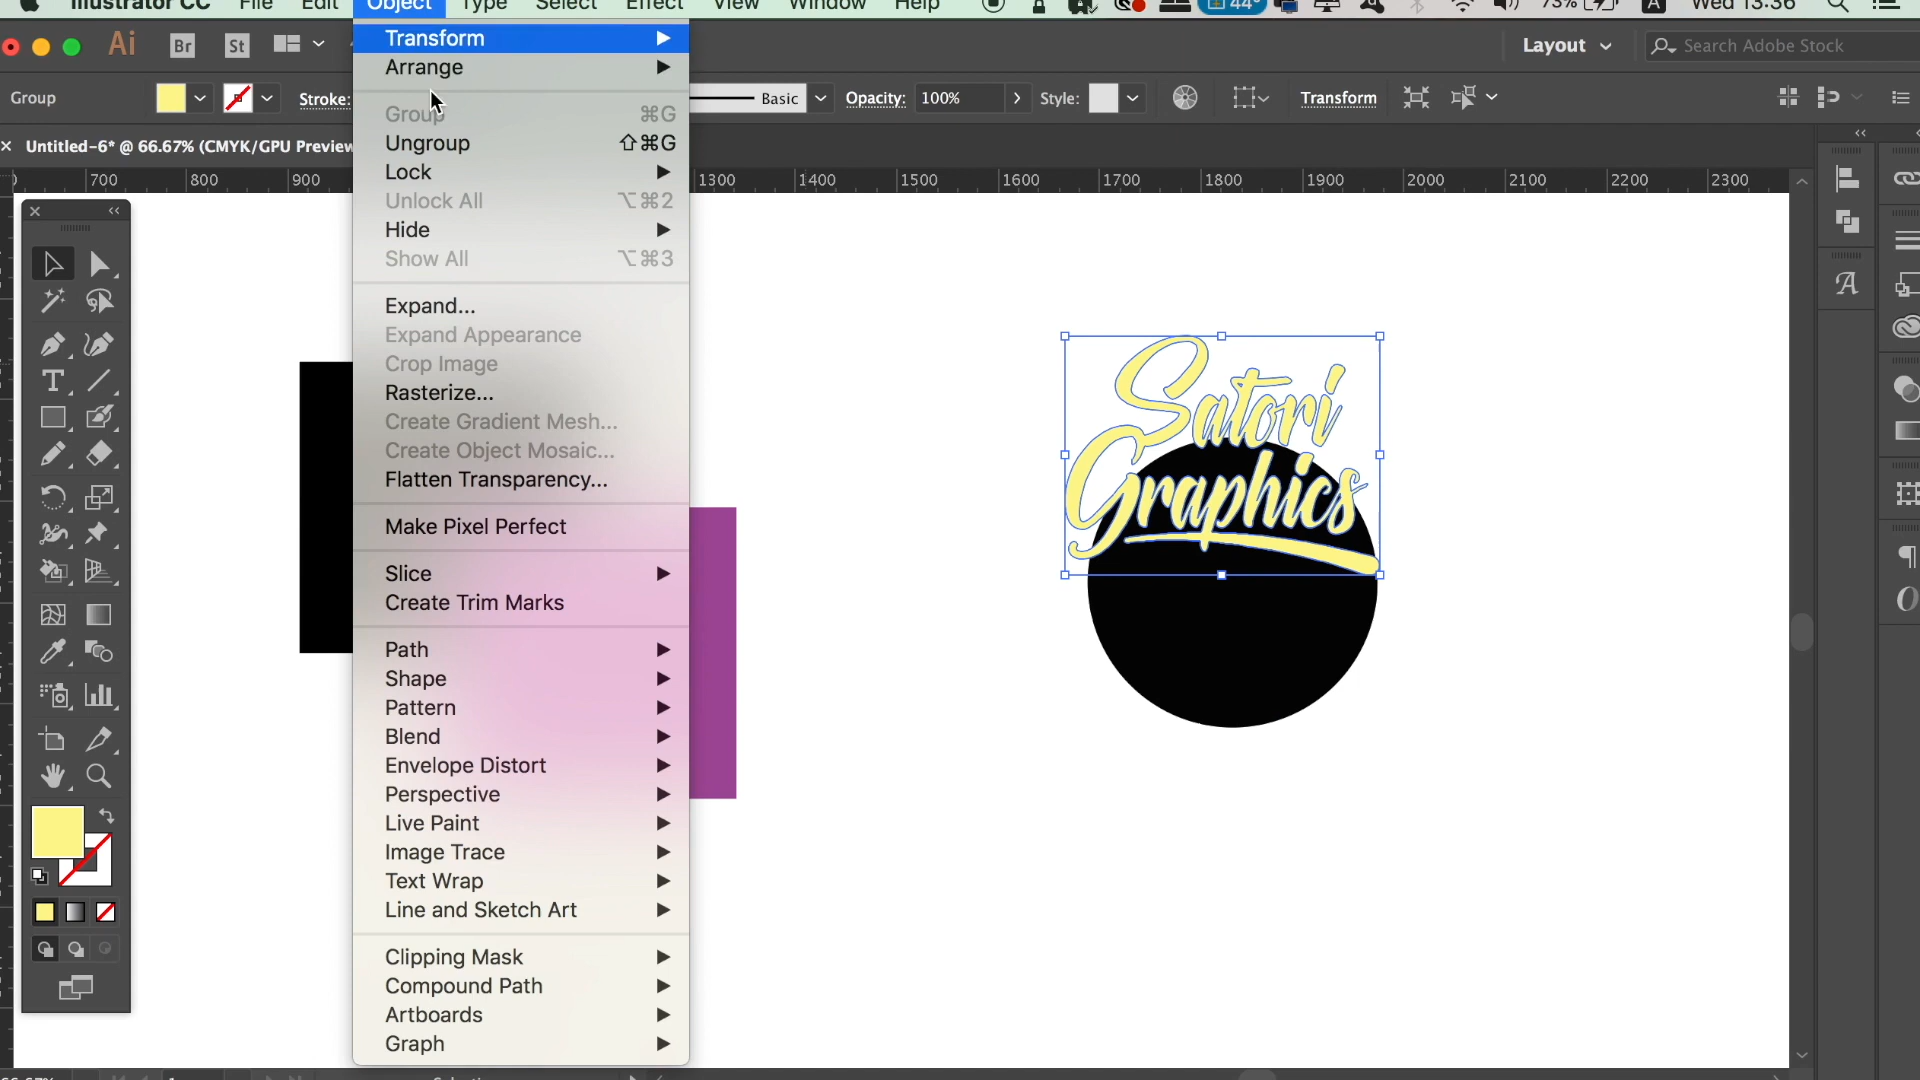 Illustrator CC File Edit Object Type Select Effect View Window Help 44° 73% A Wed 13:36
Ai Br St Layout Search Adobe Stock
Group Stroke: Basic Opacity: 100% Style: Transform
Untitled-6* @ 66.67% (CMYK/GPU Preview
700 800 900 1300 1400 1500 1600 1700 1800 1900 2000 2100 2200 2300
Transform
Arrange
Group ⌘G
Ungroup ⇧⌘G
Lock
Unlock All ⌥⌘2
Hide
Show All ⌥⌘3
Expand...
Expand Appearance
Crop Image
Rasterize...
Create Gradient Mesh...
Create Object Mosaic...
Flatten Transparency...
Make Pixel Perfect
Slice
Create Trim Marks
Path
Shape
Pattern
Blend
Envelope Distort
Perspective
Live Paint
Image Trace
Text Wrap
Line and Sketch Art
Clipping Mask
Compound Path
Artboards
Graph
Satori
Graphics